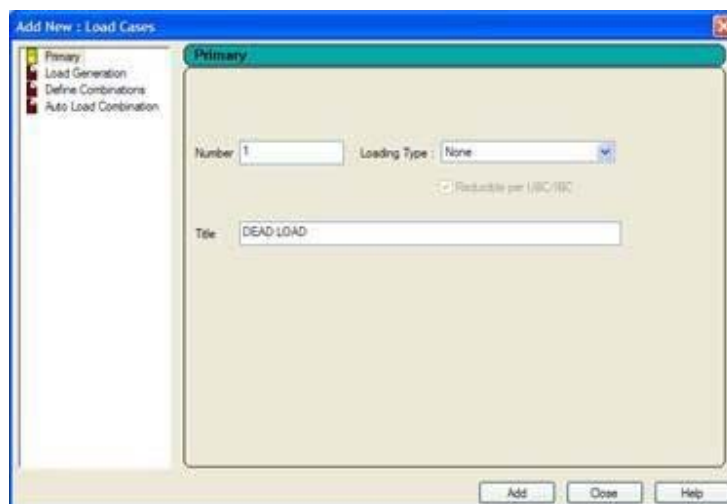 Add New : Load Cases
Primary
Load Generation
Define Combinations
Auto Load Combination
Primary
Number 1 Loading Type : None
Reducible per UBC/IBC
Title DEAD LOAD
Add Close Help